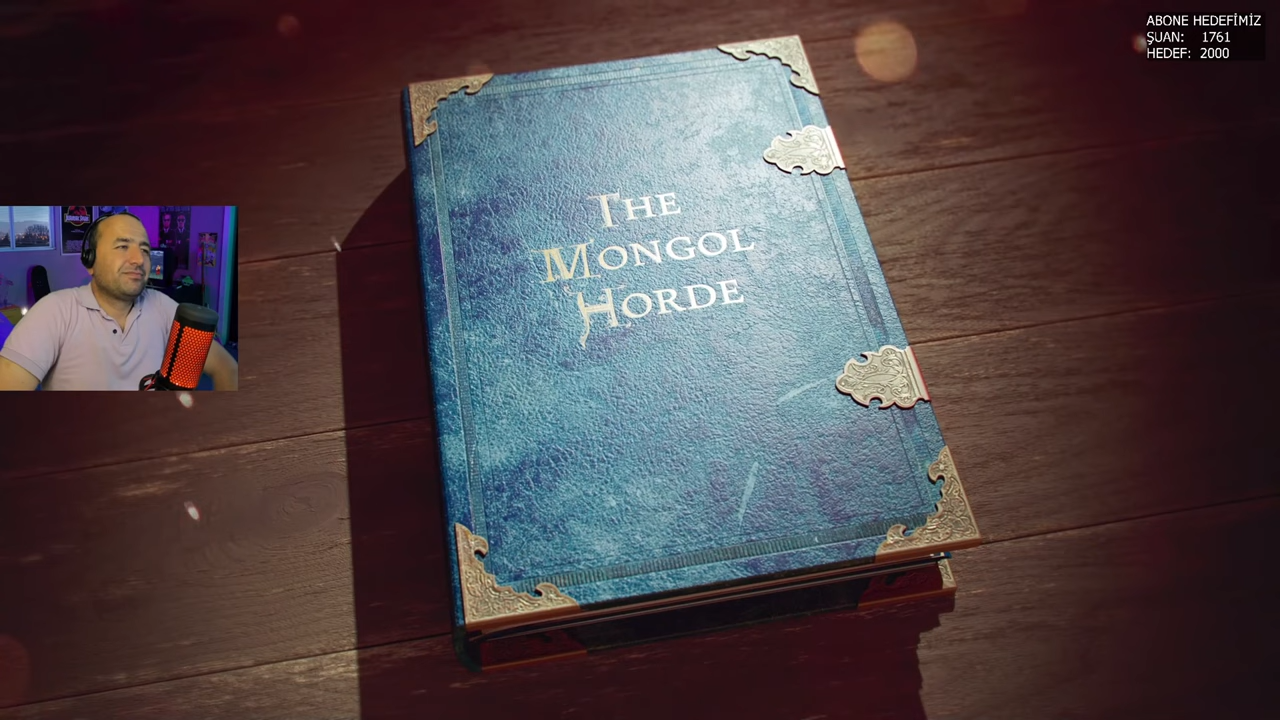 ABONE HEDEFİMİZ
ŞUAN: 1761
HEDEF: 2000
THE
MONGOL
HORDE